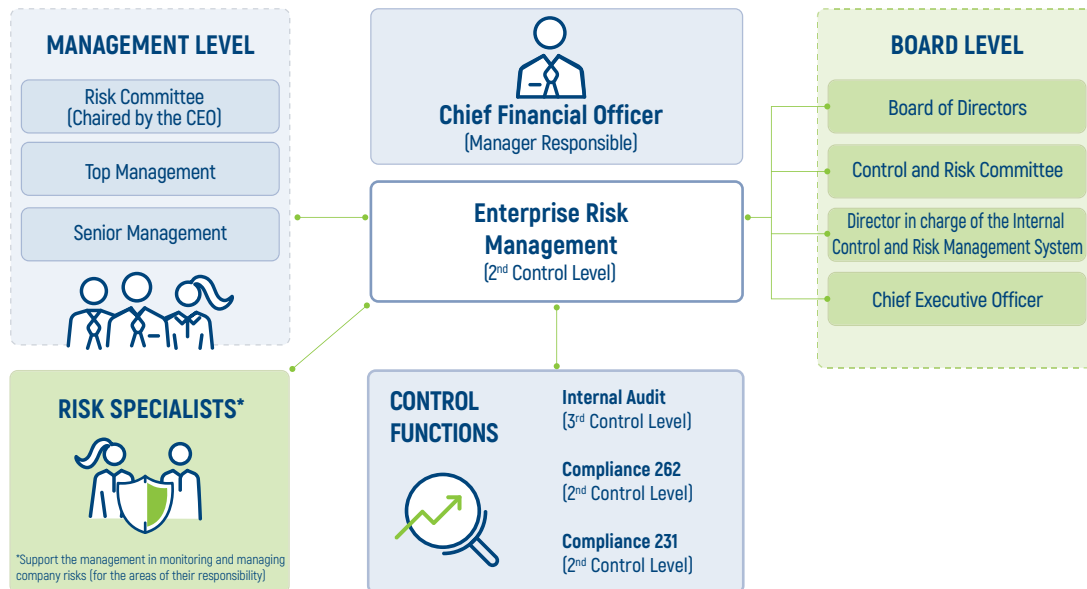 MANAGEMENT LEVEL
Risk Committee
(Chaired by the CEO)
Top Management
Senior Management
Chief Financial Officer
(Manager Responsible)
Enterprise Risk
Management
(2nd Control Level)
BOARD LEVEL
Board of Directors
Control and Risk Committee
Director in charge of the Internal
Control and Risk Management System
Chief Executive Officer
RISK SPECIALISTS*
*Support the management in monitoring and managing
company risks (for the areas of their responsibility)
CONTROL
FUNCTIONS
Internal Audit
(3rd Control Level)
Compliance 262
(2nd Control Level)
Compliance 231
(2nd Control Level)